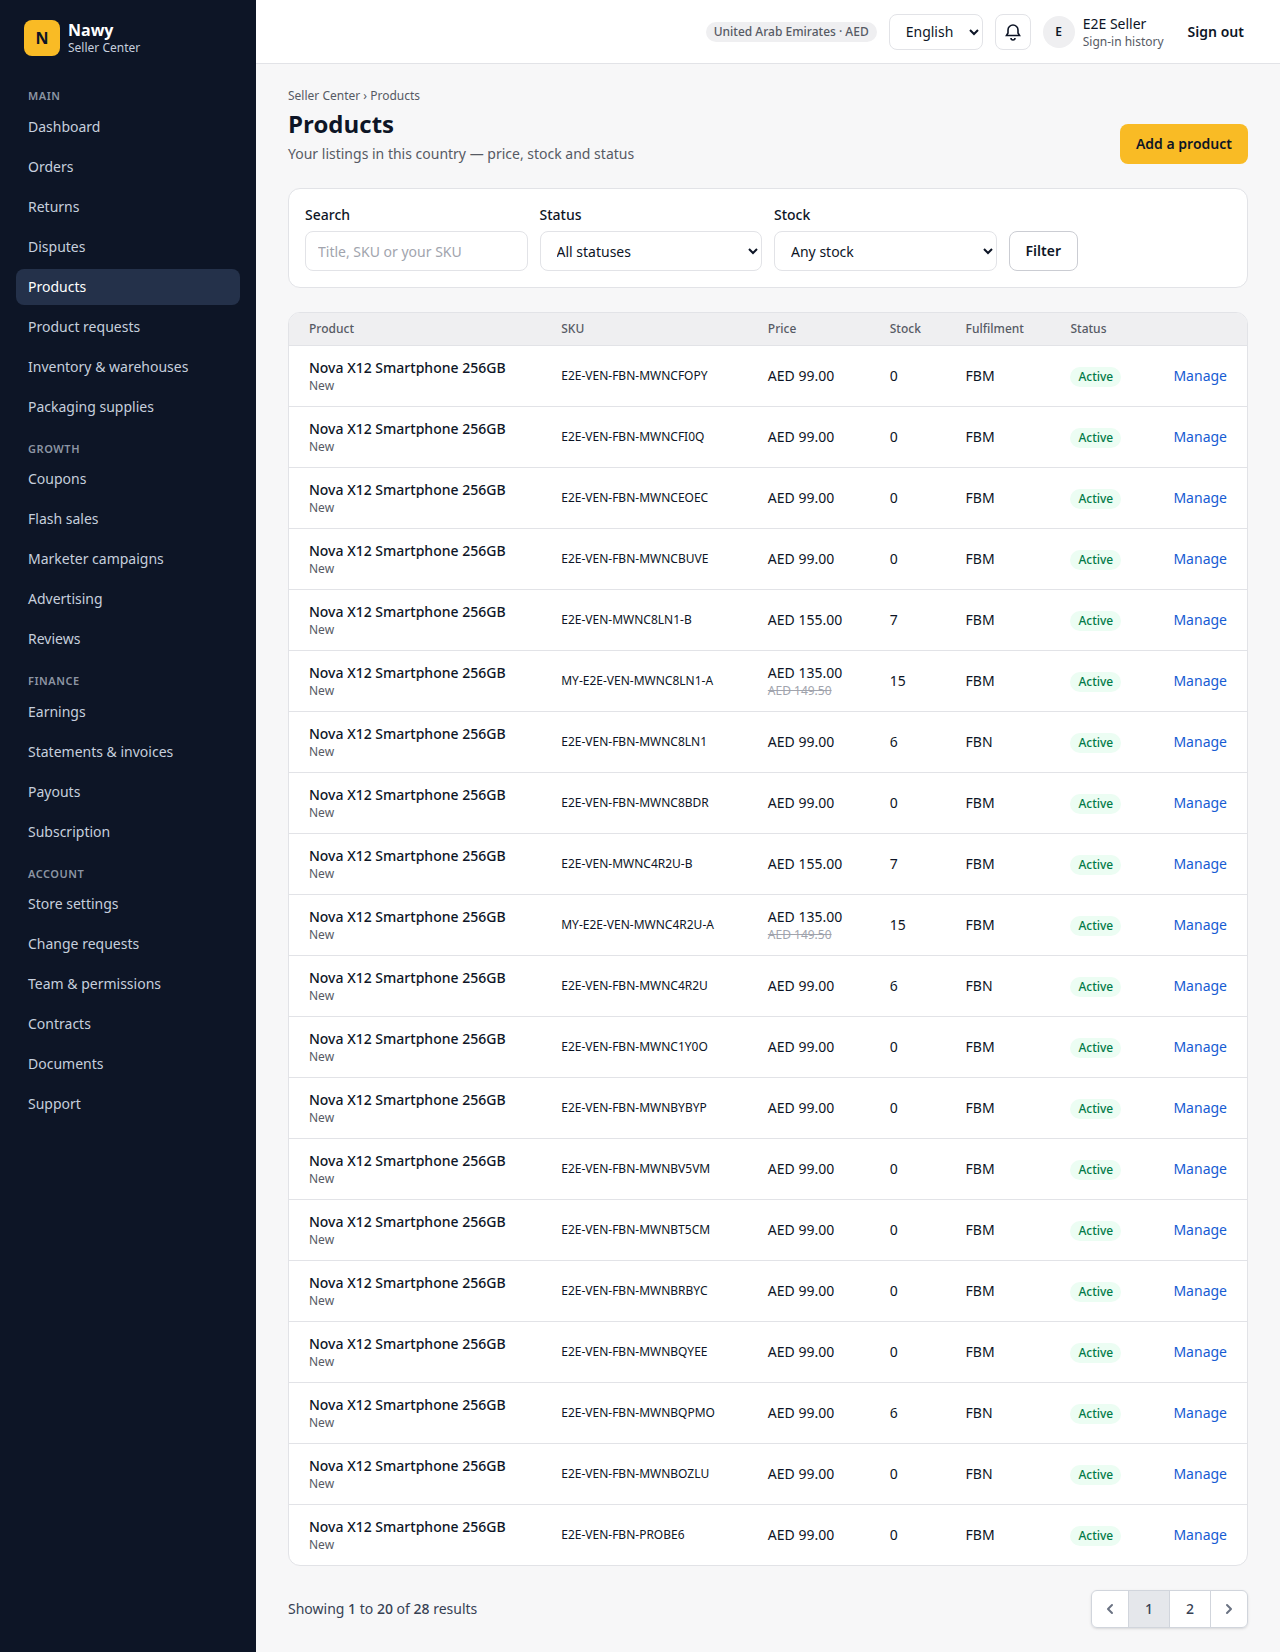 N
Nawy
Seller Center
MAIN
Dashboard
Orders
Returns
Disputes
Products
Product requests
Inventory & warehouses
Packaging supplies
GROWTH
Coupons
Flash sales
Marketer campaigns
Advertising
Reviews
FINANCE
Earnings
Statements & invoices
Payouts
Subscription
ACCOUNT
Store settings
Change requests
Team & permissions
Contracts
Documents
Support
United Arab Emirates · AED
English
E
E2E Seller
Sign-in history
Sign out
Seller Center › Products
Products
Your listings in this country — price, stock and status
Add a product
Search Status Stock
Title, SKU or your SKU All statuses Any stock Filter
Product SKU Price Stock Fulfilment Status
Nova X12 Smartphone 256GB
New
E2E-VEN-FBN-MWNCFOPY AED 99.00 0 FBM Active Manage
Nova X12 Smartphone 256GB
New
E2E-VEN-FBN-MWNCFI0Q AED 99.00 0 FBM Active Manage
Nova X12 Smartphone 256GB
New
E2E-VEN-FBN-MWNCEOEC AED 99.00 0 FBM Active Manage
Nova X12 Smartphone 256GB
New
E2E-VEN-FBN-MWNCBUVE AED 99.00 0 FBM Active Manage
Nova X12 Smartphone 256GB
New
E2E-VEN-MWNC8LN1-B AED 155.00 7 FBM Active Manage
Nova X12 Smartphone 256GB
New
MY-E2E-VEN-MWNC8LN1-A AED 135.00 15 FBM Active Manage
AED 149.50
Nova X12 Smartphone 256GB
New
E2E-VEN-FBN-MWNC8LN1 AED 99.00 6 FBN Active Manage
Nova X12 Smartphone 256GB
New
E2E-VEN-FBN-MWNC8BDR AED 99.00 0 FBM Active Manage
Nova X12 Smartphone 256GB
New
E2E-VEN-MWNC4R2U-B AED 155.00 7 FBM Active Manage
Nova X12 Smartphone 256GB
New
MY-E2E-VEN-MWNC4R2U-A AED 135.00 15 FBM Active Manage
AED 149.50
Nova X12 Smartphone 256GB
New
E2E-VEN-FBN-MWNC4R2U AED 99.00 6 FBN Active Manage
Nova X12 Smartphone 256GB
New
E2E-VEN-FBN-MWNC1Y0O AED 99.00 0 FBM Active Manage
Nova X12 Smartphone 256GB
New
E2E-VEN-FBN-MWNBYBYP AED 99.00 0 FBM Active Manage
Nova X12 Smartphone 256GB
New
E2E-VEN-FBN-MWNBV5VM AED 99.00 0 FBM Active Manage
Nova X12 Smartphone 256GB
New
E2E-VEN-FBN-MWNBT5CM AED 99.00 0 FBM Active Manage
Nova X12 Smartphone 256GB
New
E2E-VEN-FBN-MWNBRBYC AED 99.00 0 FBM Active Manage
Nova X12 Smartphone 256GB
New
E2E-VEN-FBN-MWNBQYEE AED 99.00 0 FBM Active Manage
Nova X12 Smartphone 256GB
New
E2E-VEN-FBN-MWNBQPMO AED 99.00 6 FBN Active Manage
Nova X12 Smartphone 256GB
New
E2E-VEN-FBN-MWNBOZLU AED 99.00 0 FBN Active Manage
Nova X12 Smartphone 256GB
New
E2E-VEN-FBN-PROBE6 AED 99.00 0 FBM Active Manage
Showing 1 to 20 of 28 results
1 2